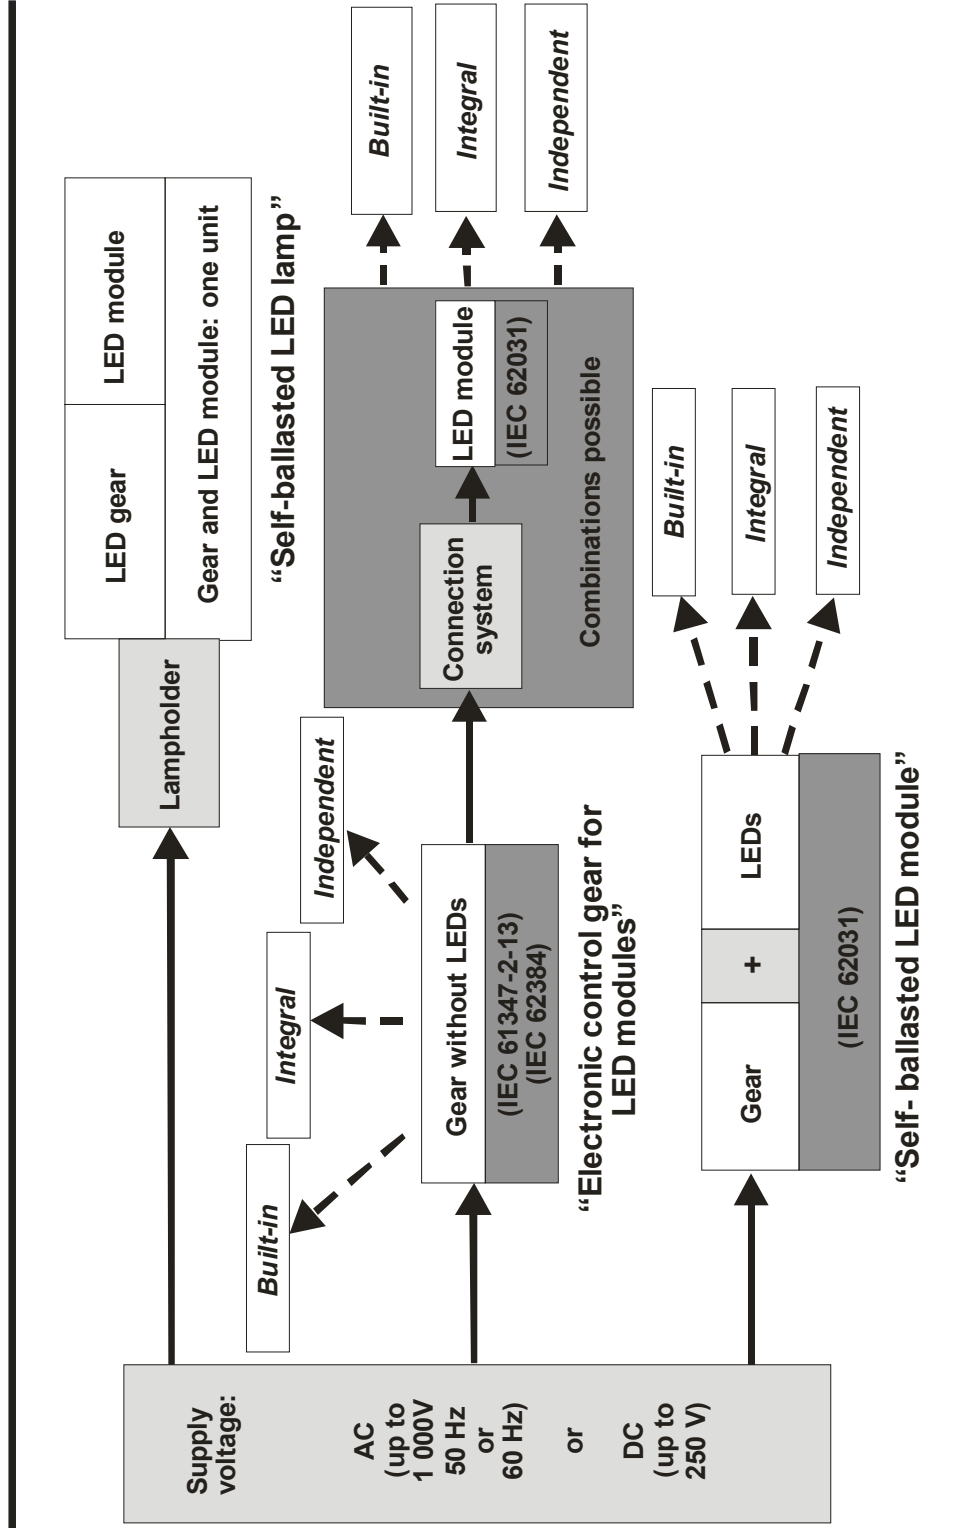 Supply
voltage:
AC
(up to
1 000V
50 Hz
or
60 Hz)
or
DC
(up to
250 V)
Lampholder
LED gear
LED module
Gear and LED module: one unit
“Self-ballasted LED lamp”
Built-in
Integral
Independent
Gear without LEDs
(IEC 61347-2-13)
(IEC 62384)
“Electronic control gear for
LED modules”
Connection
system
LED module
(IEC 62031)
Combinations possible
Built-in
Integral
Independent
Gear
+
LEDs
(IEC 62031)
“Self- ballasted LED module”
Built-in
Integral
Independent